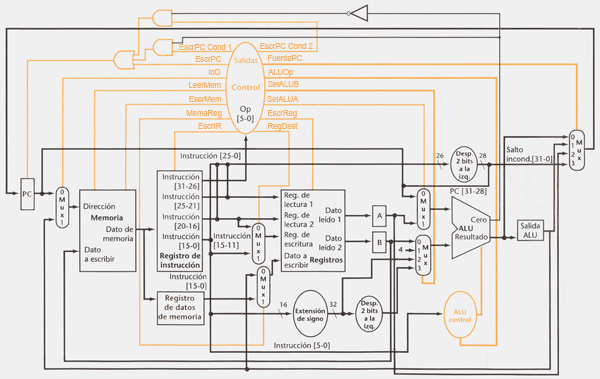 EscrPC Cond 1
EscrPC Cond 2
EscrPC
Salidas
FuentePC
IoD
ALUOp
LeerMem
Control
SelALUB
EscrMem
SelALUA
MemaReg
Op
[5-0]
EscrReg
EscrIR
RegDest
Instrucción [25-0]
26
Desp.
2 bits
a la
izq.
28
Salto
incond.[31-0]
PC [31-28]
0
1
2
3
Mux
PC
0
Mux
1
Dirección
Memoria
Dato de
memoria
Dato
a escribir
Instrucción
[31-26]
Instrucción
[25-21]
Instrucción
[20-16]
Instrucción
[15-0]
Registro de
instrucción
Instrucción
[15-11]
0
Mux
1
Reg. de
lectura 1
Reg. de
lectura 2
Reg. de
escritura
Dato a
escribir
Dato
leído 1
Dato
leído 2
Registros
A
B
0
Mux
1
4
0
1
2
3
Mux
Cero
ALU
Resultado
Salida
ALU
Instrucción
[15-0]
Registro
de datos
de memoria
0
Mux
1
16
Extensión
de signo
32
Desp.
2 bits
a la
izq.
ALU
control
Instrucción [5-0]